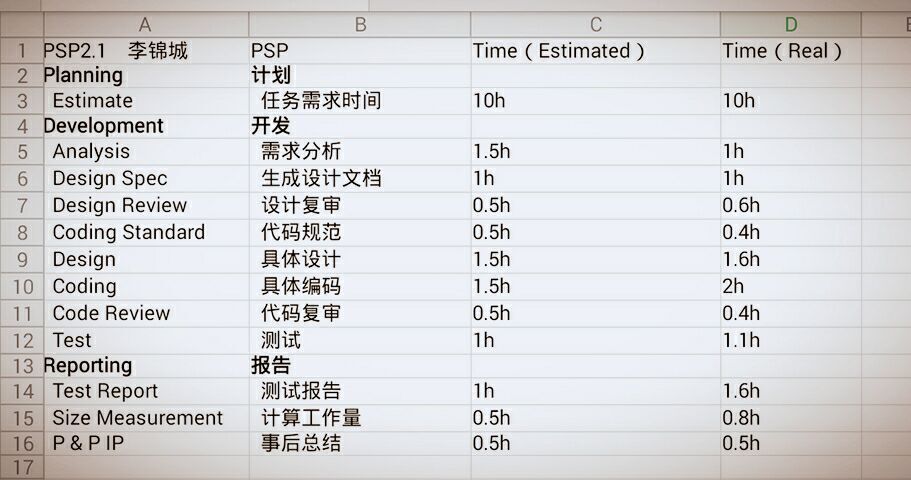 A B C D E
1 PSP2.1 李锦城 PSP Time（Estimated） Time（Real）
2 Planning 计划
3 Estimate 任务需求时间 10h 10h
4 Development 开发
5 Analysis 需求分析 1.5h 1h
6 Design Spec 生成设计文档 1h 1h
7 Design Review 设计复审 0.5h 0.6h
8 Coding Standard 代码规范 0.5h 0.4h
9 Design 具体设计 1.5h 1.6h
10 Coding 具体编码 1.5h 2h
11 Code Review 代码复审 0.5h 0.4h
12 Test 测试 1h 1.1h
13 Reporting 报告
14 Test Report 测试报告 1h 1.6h
15 Size Measurement 计算工作量 0.5h 0.8h
16 P & P IP 事后总结 0.5h 0.5h
17